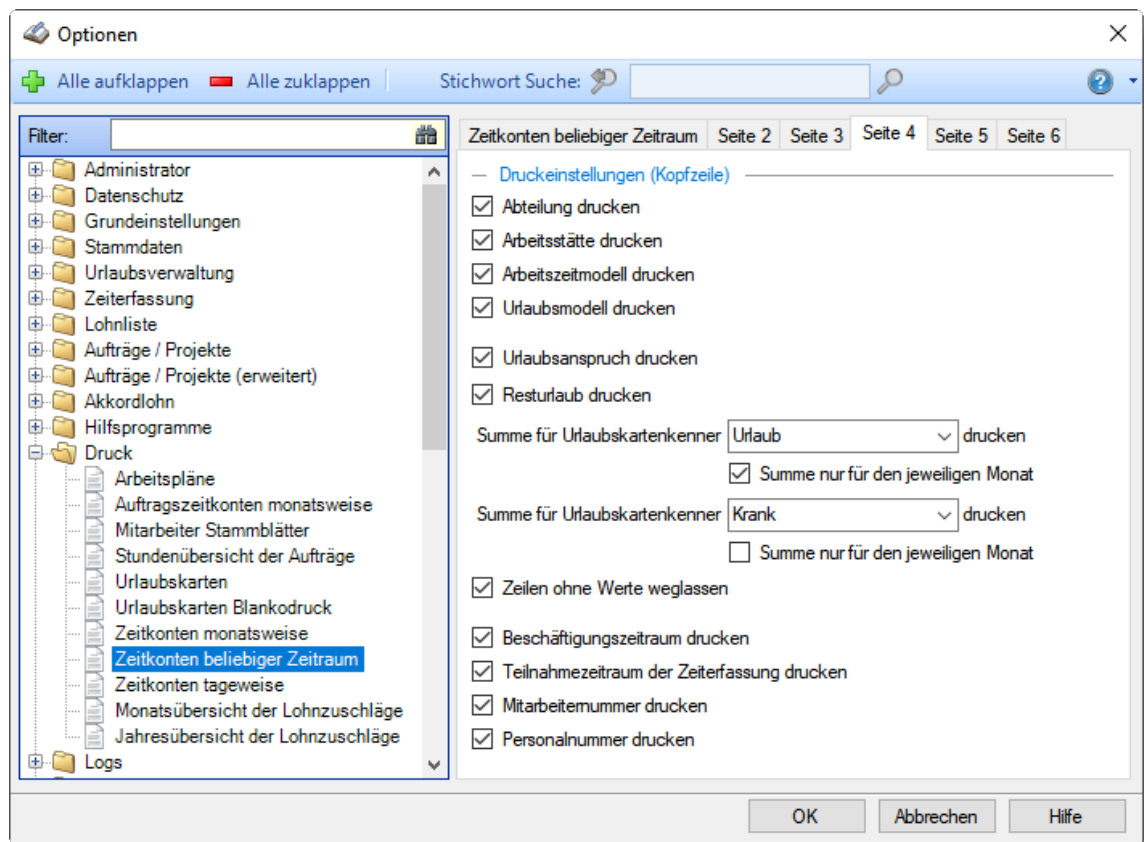 Optionen
Alle aufklappen Alle zuklappen Stichwort Suche:
Filter:
Administrator
Datenschutz
Grundeinstellungen
Stammdaten
Urlaubsverwaltung
Zeiterfassung
Lohnliste
Aufträge / Projekte
Aufträge / Projekte (erweitert)
Akkordlohn
Hilfsprogramme
Druck
Arbeitspläne
Auftragszeitkonten monatsweise
Mitarbeiter Stammblätter
Stundenübersicht der Aufträge
Urlaubskarten
Urlaubskarten Blankodruck
Zeitkonten monatsweise
Zeitkonten beliebiger Zeitraum
Zeitkonten tageweise
Monatsübersicht der Lohnzuschläge
Jahresübersicht der Lohnzuschläge
Logs
Zeitkonten beliebiger Zeitraum Seite 2 Seite 3 Seite 4 Seite 5 Seite 6
Druckeinstellungen (Kopfzeile)
Abteilung drucken
Arbeitsstätte drucken
Arbeitszeitmodell drucken
Urlaubsmodell drucken
Urlaubsanspruch drucken
Resturlaub drucken
Summe für Urlaubskartenkenner Urlaub drucken
Summe nur für den jeweiligen Monat
Summe für Urlaubskartenkenner Krank drucken
Summe nur für den jeweiligen Monat
Zeilen ohne Werte weglassen
Beschäftigungszeitraum drucken
Teilnahmezeitraum der Zeiterfassung drucken
Mitarbeiternummer drucken
Personalnummer drucken
OK Abbrechen Hilfe